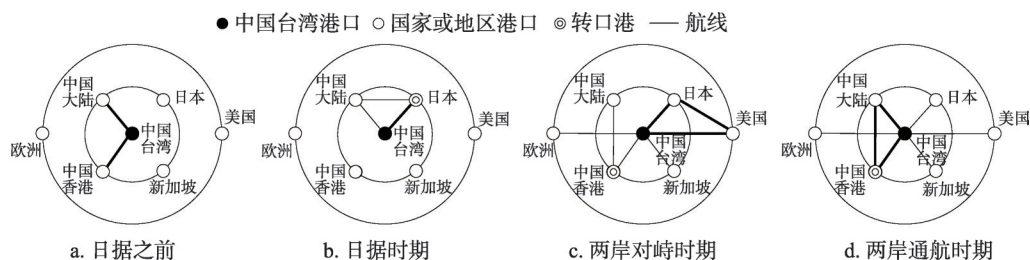 中国台湾港口 国家或地区港口 转口港 航线
中国
大陆
日本
美国
中国
台湾
欧洲
中国
香港
新加坡
a. 日据之前
中国
大陆
日本
美国
中国
台湾
欧洲
中国
香港
新加坡
b. 日据时期
中国
大陆
日本
美国
中国
台湾
欧洲
中国
香港
新加坡
c. 两岸对峙时期
中国
大陆
日本
美国
中国
台湾
欧洲
中国
香港
新加坡
d. 两岸通航时期